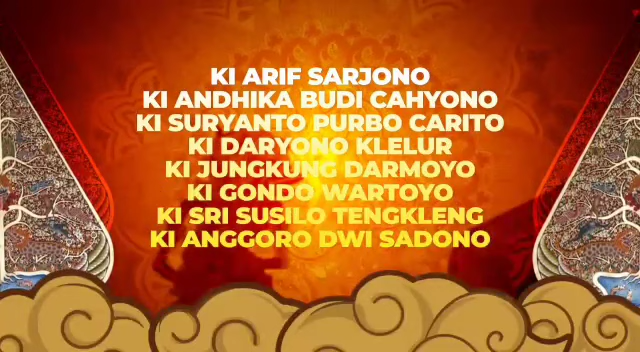 KI ARIF SARJONO
KI ANDHIKA BUDI CAHYONO
KI SURYANTO PURBO CARITO
KI DARYONO KLELUR
KI JUNGKUNG DARMOYO
KI GONDO WARTOYO
KI SRI SUSILO TENGKLENG
KI ANGGORO DWI SADONO